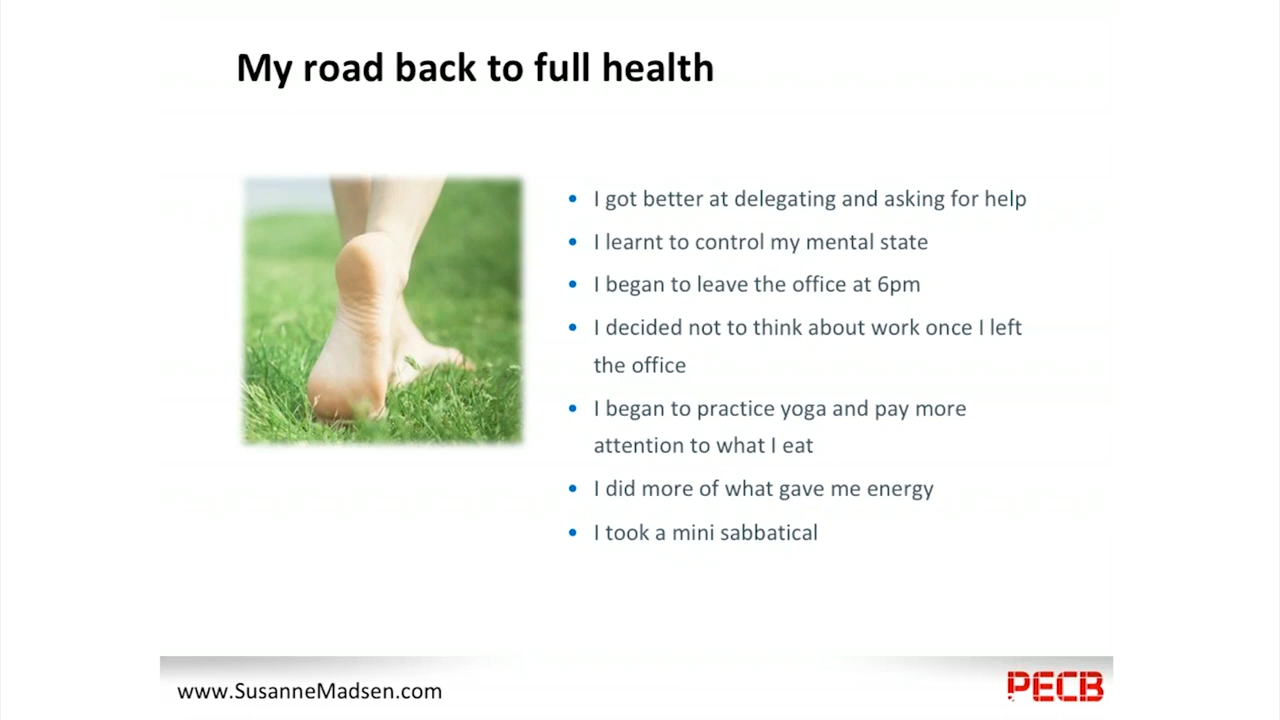 My road back to full health
• I got better at delegating and asking for help
• I learnt to control my mental state
• I began to leave the office at 6pm
• I decided not to think about work once I left
the office
• I began to practice yoga and pay more
attention to what I eat
• I did more of what gave me energy
• I took a mini sabbatical
www.SusanneMadsen.com
PECB